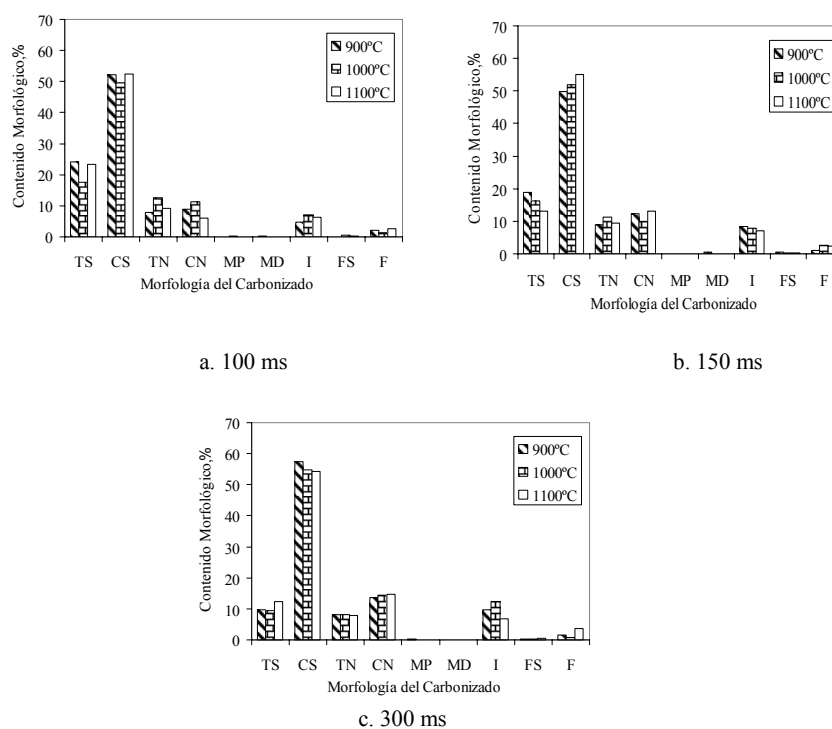 Contenido Morfológico,%
70
60
50
40
30
20
10
0
900ºC
1000ºC
1100ºC
TS CS TN CN MP MD I FS F
Morfología del Carbonizado
a. 100 ms
Contenido Morfológico,%
70
60
50
40
30
20
10
0
900ºC
1000ºC
1100ºC
TS CS TN CN MP MD I FS F
Morfología del Carbonizado
b. 150 ms
Contenido Morfológico,%
70
60
50
40
30
20
10
0
900ºC
1000ºC
1100ºC
TS CS TN CN MP MD I FS F
Morfología del Carbonizado
c. 300 ms